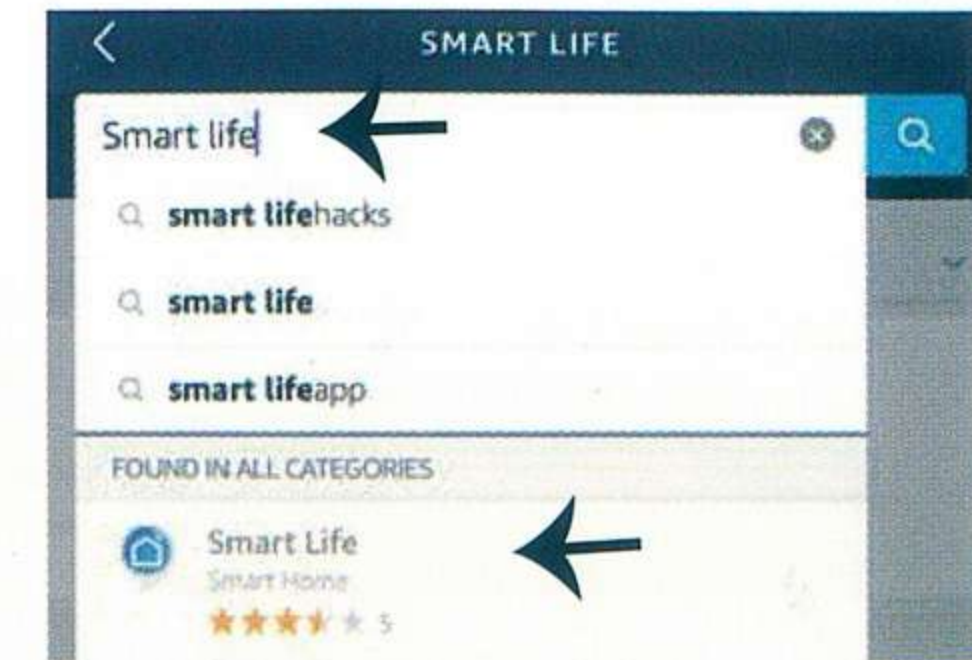 SMART LIFE
Smart life
smart lifehacks
smart life
smart lifeapp
FOUND IN ALL CATEGORIES
Smart Life
Smart Home
5